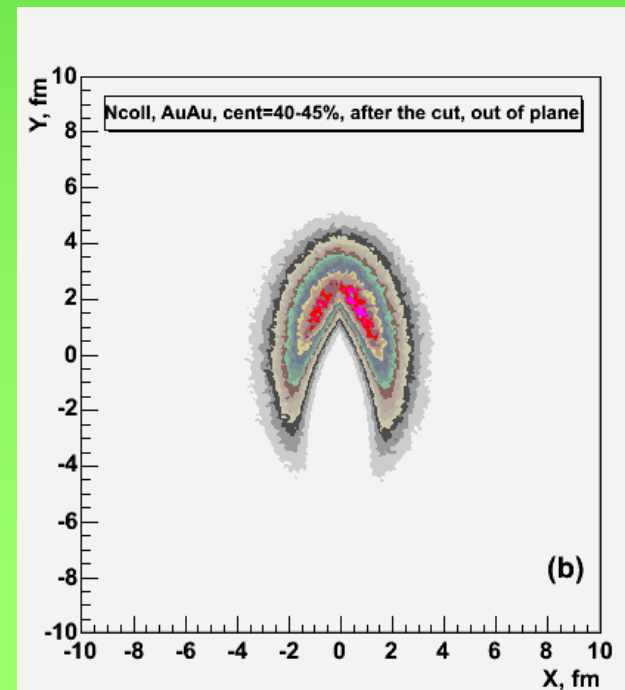 Y, fm
Ncoll, AuAu, cent=40-45%, after the cut, out of plane
10
8
6
4
2
0
-2
-4
-6
-8
-10
(b)
-10 -8 -6 -4 -2 0 2 4 6 8 10
X, fm